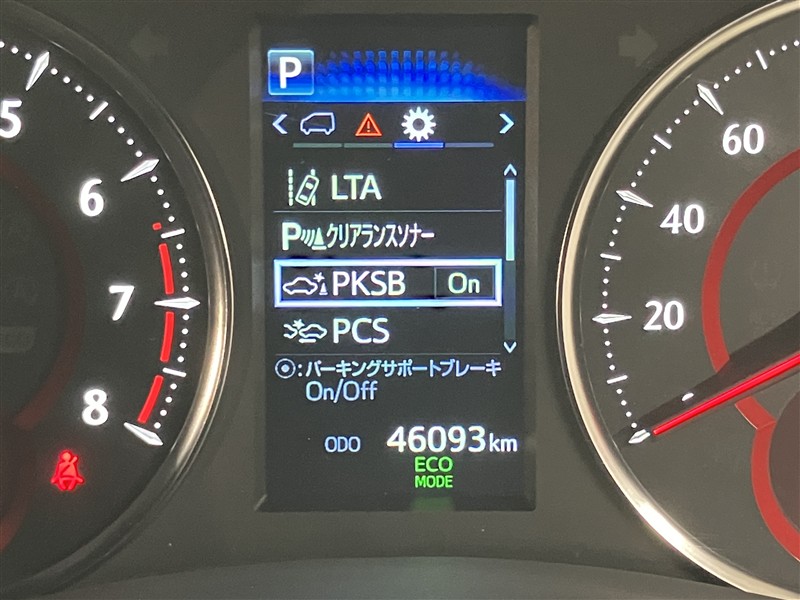 P
LTA
P クリアランスソナー
PKSB On
PCS
:パーキングサポートブレーキ
On/Off
ODO 46093km
ECO
MODE
5
6
7
8
60
40
20